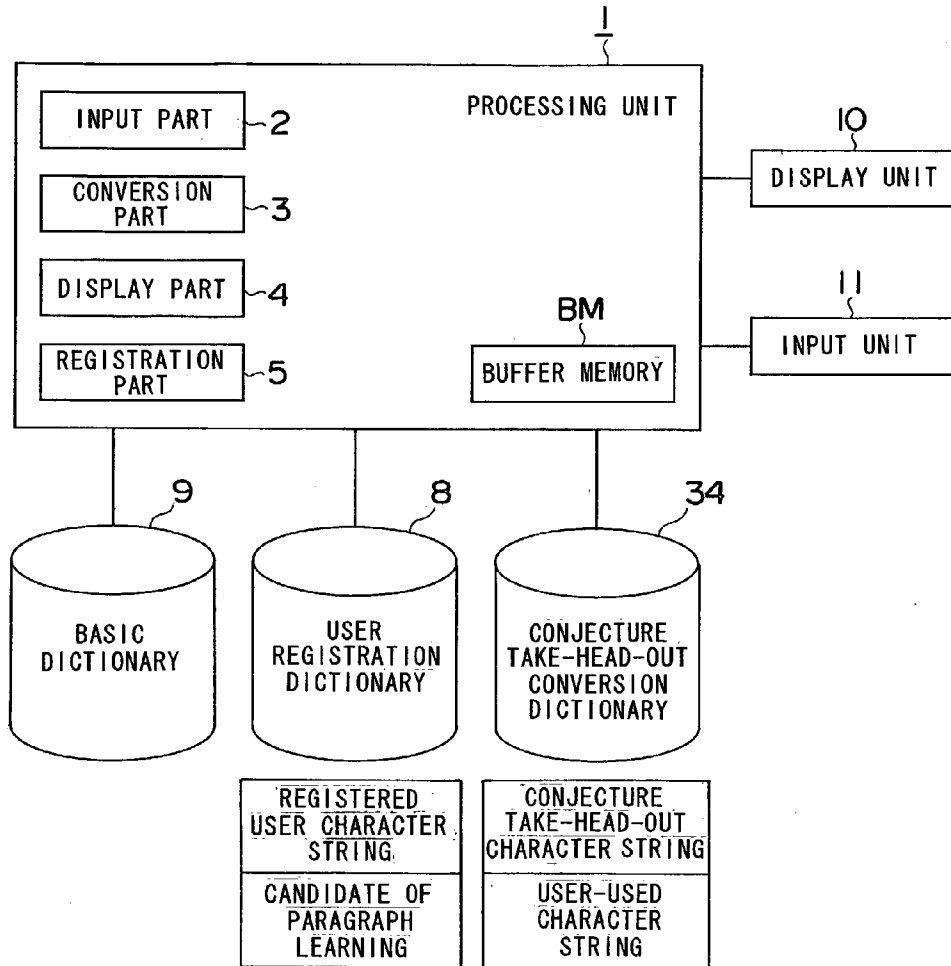 1
PROCESSING UNIT
INPUT PART
2
CONVERSION
PART
3
DISPLAY PART
4
REGISTRATION
PART
5
BM
BUFFER MEMORY
10
DISPLAY UNIT
11
INPUT UNIT
9
BASIC
DICTIONARY
8
USER
REGISTRATION
DICTIONARY
34
CONJECTURE
TAKE-HEAD-OUT
CONVERSION
DICTIONARY
REGISTERED
USER CHARACTER
STRING
CANDIDATE OF
PARAGRAPH
LEARNING
CONJECTURE
TAKE-HEAD-OUT
CHARACTER STRING
USER-USED
CHARACTER
STRING